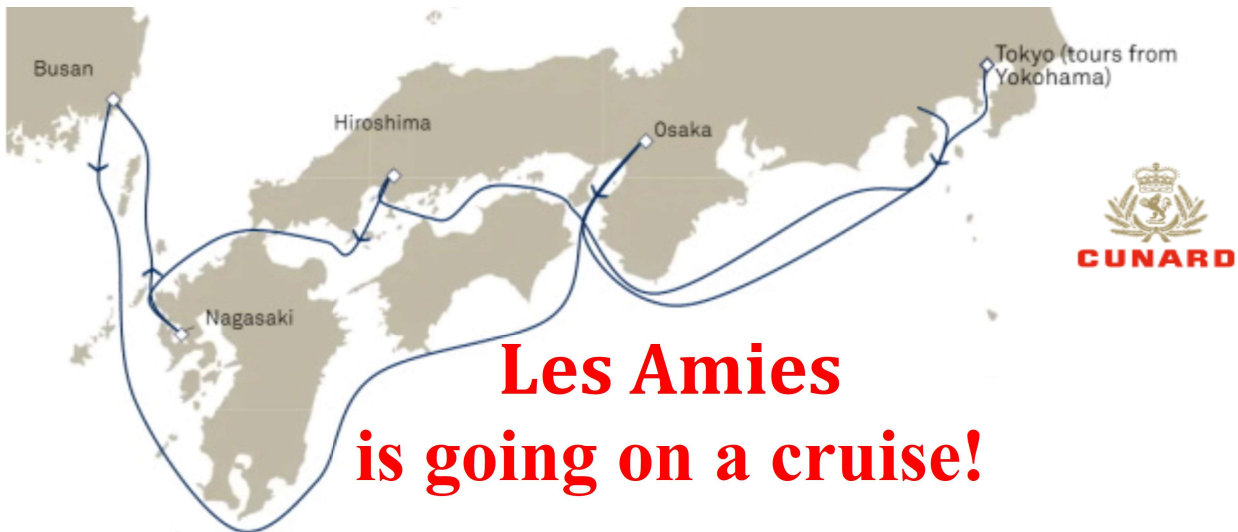 Busan
Hiroshima
Osaka
Tokyo (tours from
Yokohama)
CUNARD
Nagasaki
Les Amies
is going on a cruise!